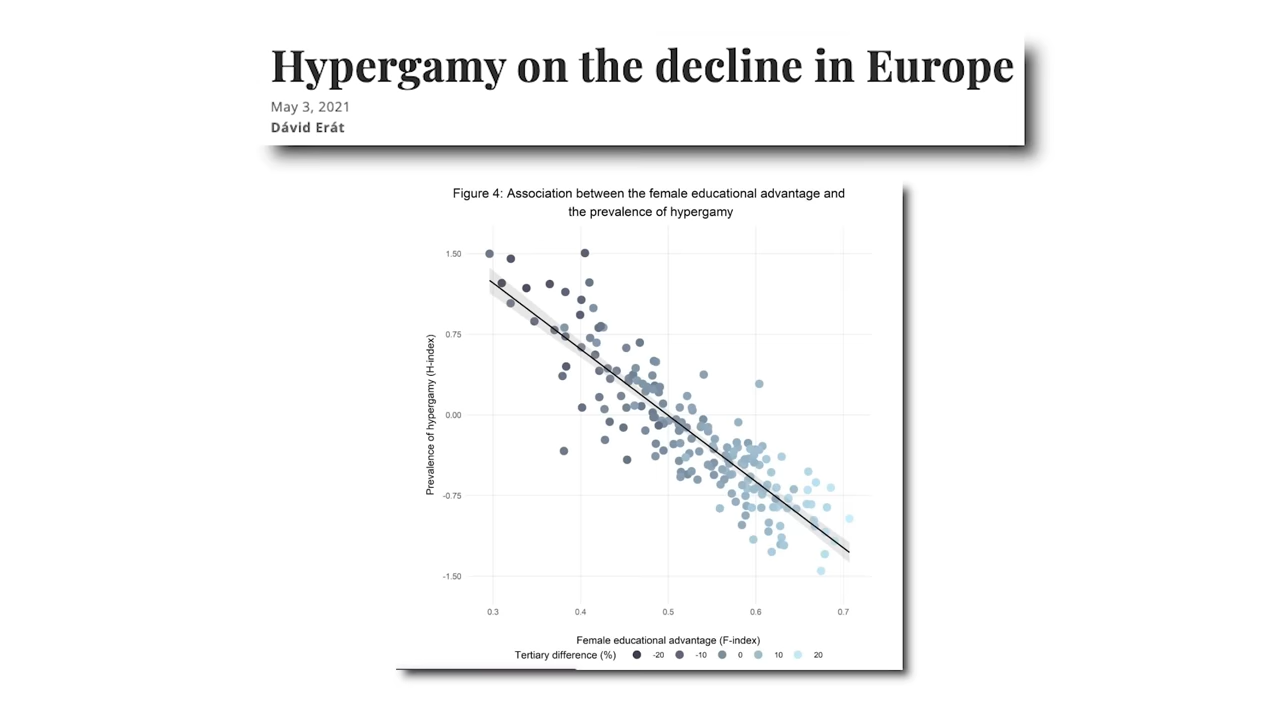 Hypergamy on the decline in Europe
May 3, 2021
Dávid Erát
Figure 4: Association between the female educational advantage and
the prevalence of hypergamy
Prevalence of hypergamy (H-index)
1.50
0.75
0.00
-0.75
-1.50
0.3 0.4 0.5 0.6 0.7
Female educational advantage (F-index)
Tertiary difference (%) -20 -10 0 10 20